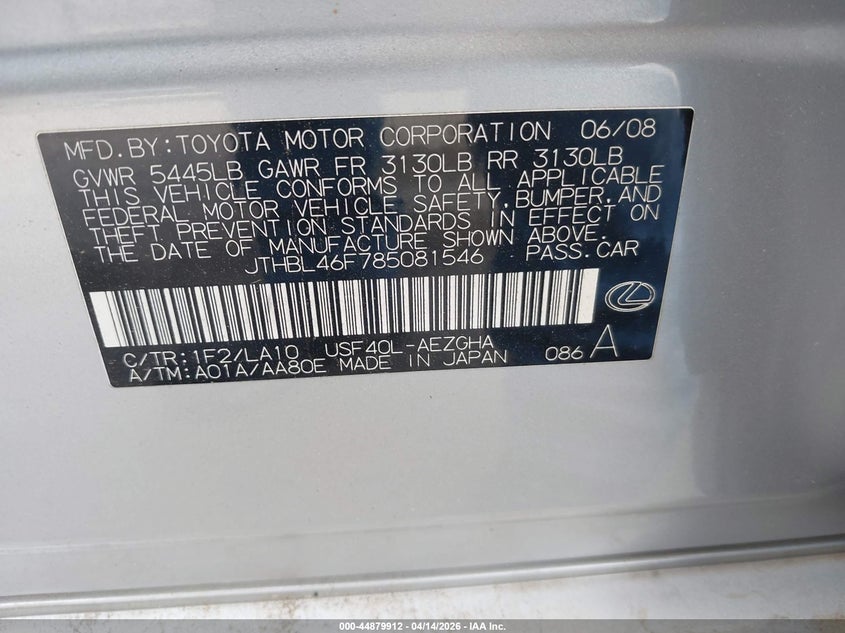 MFD.BY:TOYOTA MOTOR CORPORATION 06/08
GVWR 5445LB GAWR FR 3130LB RR 3130LB
THIS VEHICLE CONFORMS TO ALL APPLICABLE
FEDERAL MOTOR VEHICLE SAFETY,BUMPER,AND
THEFT PREVENTION STANDARDS IN EFFECT ON
THE DATE OF MANUFACTURE SHOWN ABOVE.
JTHBL46F785081546 PASS.CAR
C/TR:1F2/LA10 USF40L-AEZGHA
A/TM:A01A/AA80E MADE IN JAPAN 086 A
000-44879912 - 04/14/2026 - IAA Inc.